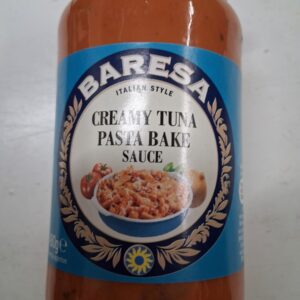 BARESA
ITALIAN STYLE
CREAMY TUNA
PASTA BAKE
SAUCE